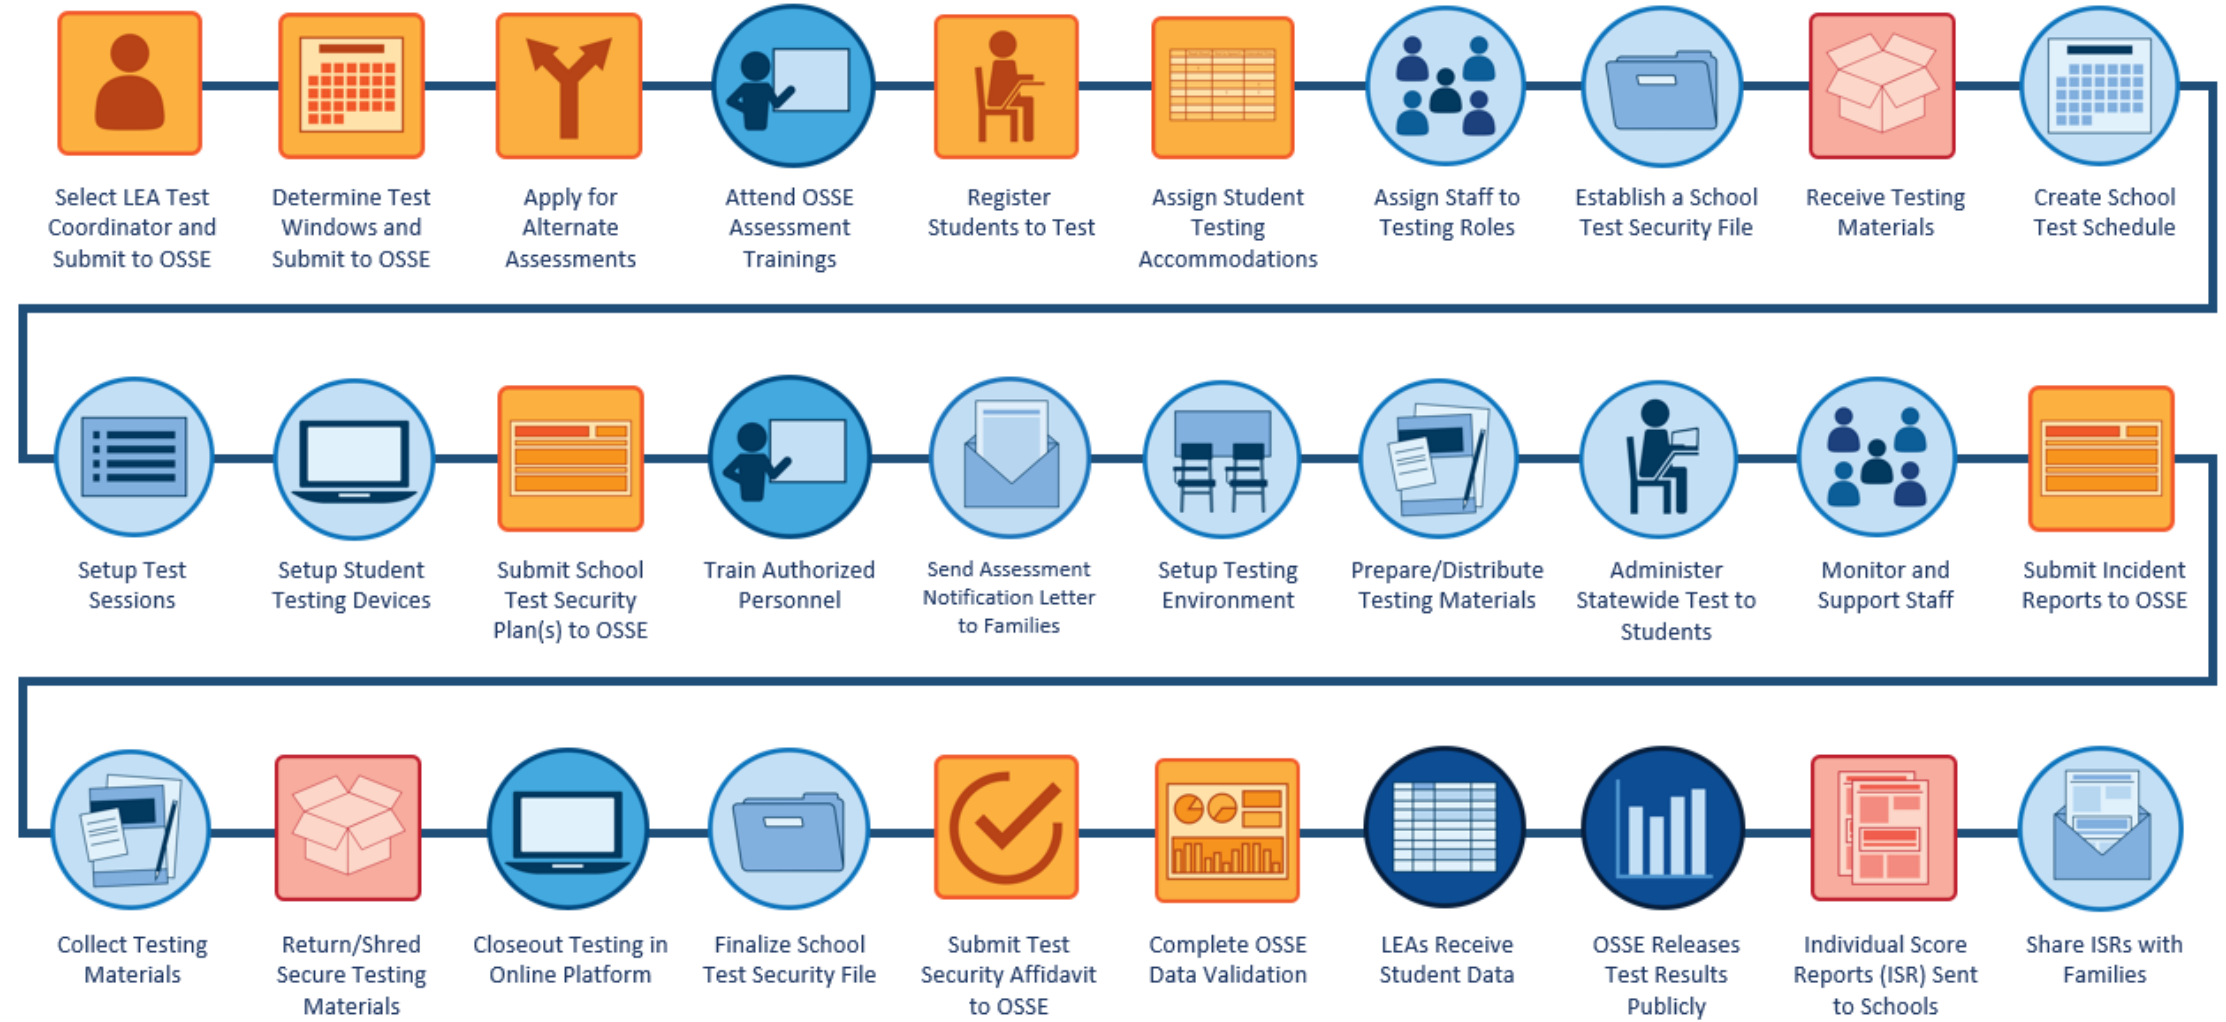 Select LEA Test
Coordinator and
Submit to OSSE
Determine Test
Windows and
Submit to OSSE
Apply for
Alternate
Assessments
Attend OSSE
Assessment
Trainings
Register
Students to Test
Assign Student
Testing
Accommodations
Assign Staff to
Testing Roles
Establish a School
Test Security File
Receive Testing
Materials
Create School
Test Schedule
Setup Test
Sessions
Setup Student
Testing Devices
Submit School
Test Security
Plan(s) to OSSE
Train Authorized
Personnel
Send Assessment
Notification Letter
to Families
Setup Testing
Environment
Prepare/Distribute
Testing Materials
Administer
Statewide Test to
Students
Monitor and
Support Staff
Submit Incident
Reports to OSSE
Collect Testing
Materials
Return/Shred
Secure Testing
Materials
Closeout Testing in
Online Platform
Finalize School
Test Security File
Submit Test
Security Affidavit
to OSSE
Complete OSSE
Data Validation
LEAs Receive
Student Data
OSSE Releases
Test Results
Publicly
Individual Score
Reports (ISR) Sent
to Schools
Share ISRs with
Families